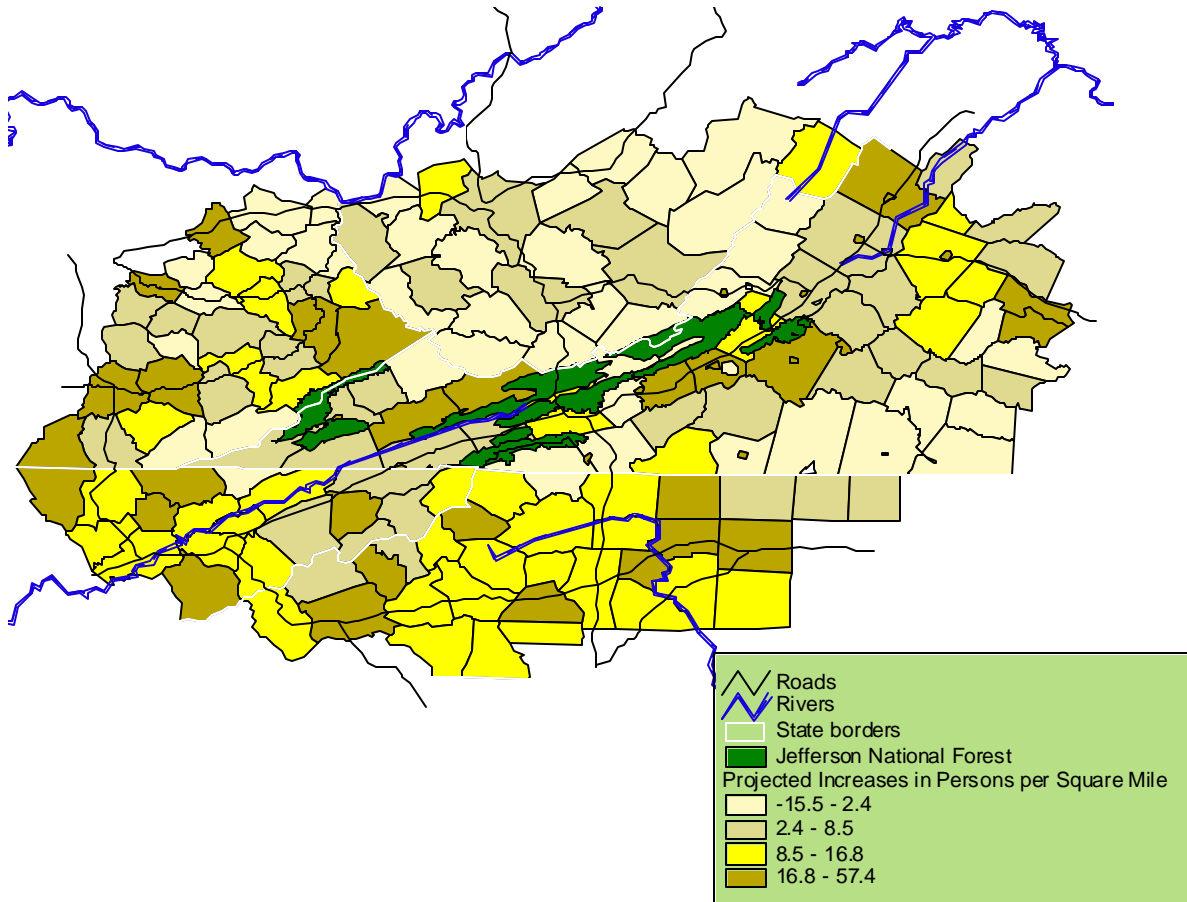 Roads
Rivers
State borders
Jefferson National Forest
Projected Increases in Persons per Square Mile
-15.5 - 2.4
2.4 - 8.5
8.5 - 16.8
16.8 - 57.4